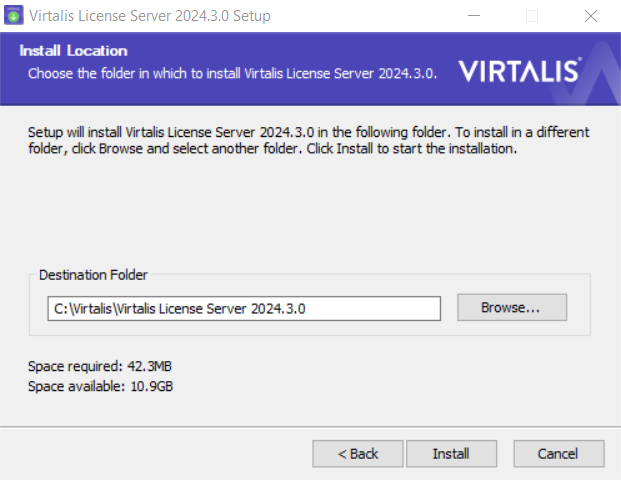 Virtalis License Server 2024.3.0 Setup
Install Location
Choose the folder in which to install Virtalis License Server 2024.3.0.
VIRTALIS
Setup will install Virtalis License Server 2024.3.0 in the following folder. To install in a different
folder, click Browse and select another folder. Click Install to start the installation.
Destination Folder
C:\Virtalis\Virtalis License Server 2024.3.0
Browse...
Space required: 42.3MB
Space available: 10.9GB
< Back
Install
Cancel